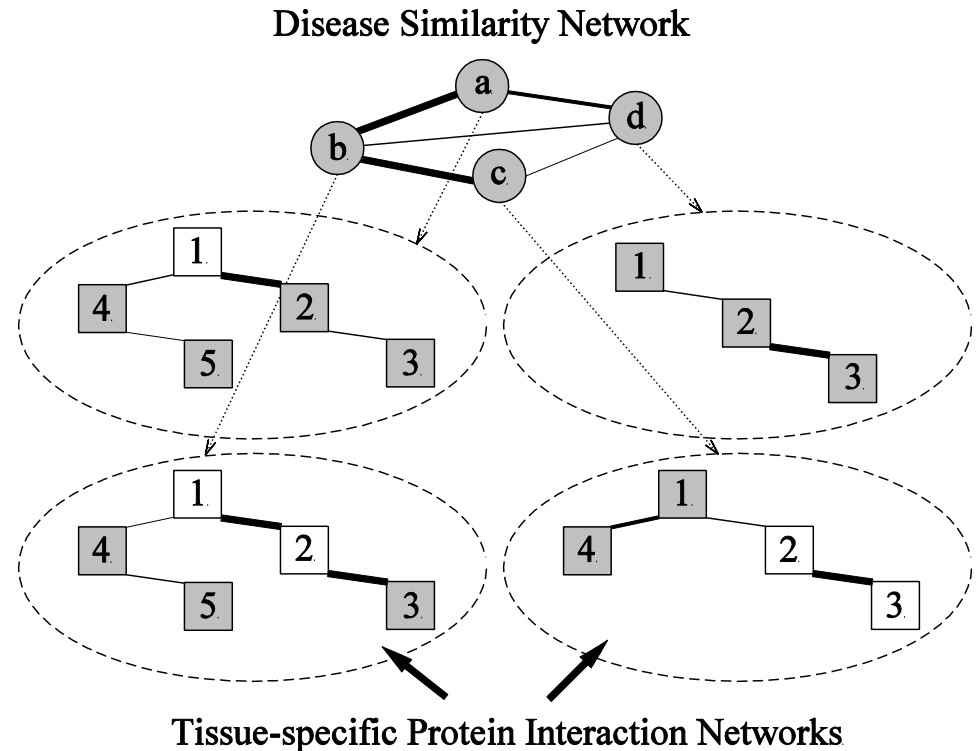 Disease Similarity Network
a
d
b
c
1
4
2
5
3
1
2
3
1
4
2
5
3
1
4
2
3
Tissue-specific Protein Interaction Networks